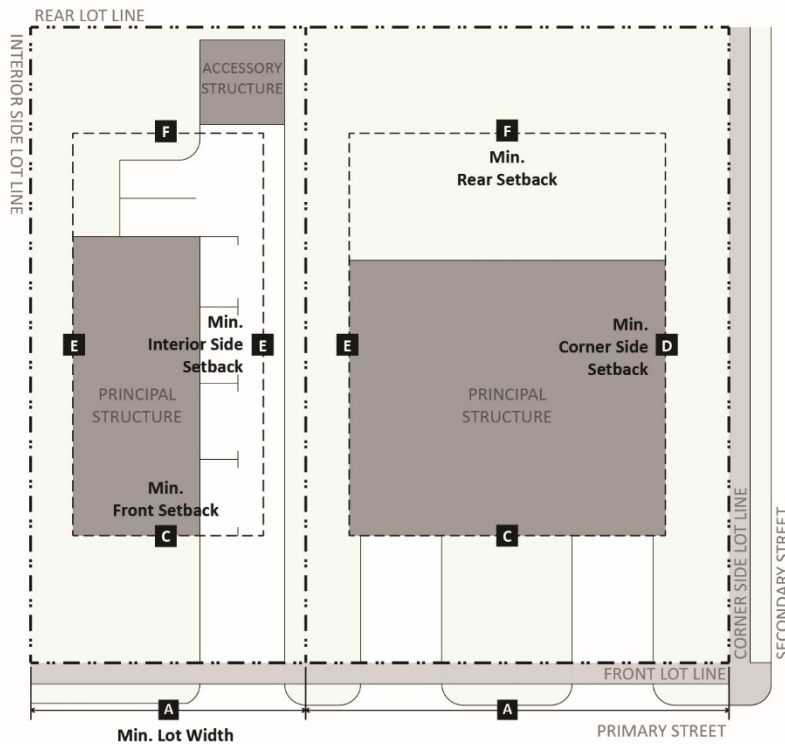 REAR LOT LINE
INTERIOR SIDE LOT LINE
ACCESSORY
STRUCTURE
F
F
Min.
Rear Setback
Min.
Interior Side
Setback
E
E
E
Min.
Corner Side
Setback
D
PRINCIPAL
STRUCTURE
PRINCIPAL
STRUCTURE
Min.
Front Setback
C
C
CORNER SIDE LOT LINE
SECONDARY STREET
FRONT LOT LINE
A
A
Min. Lot Width
PRIMARY STREET